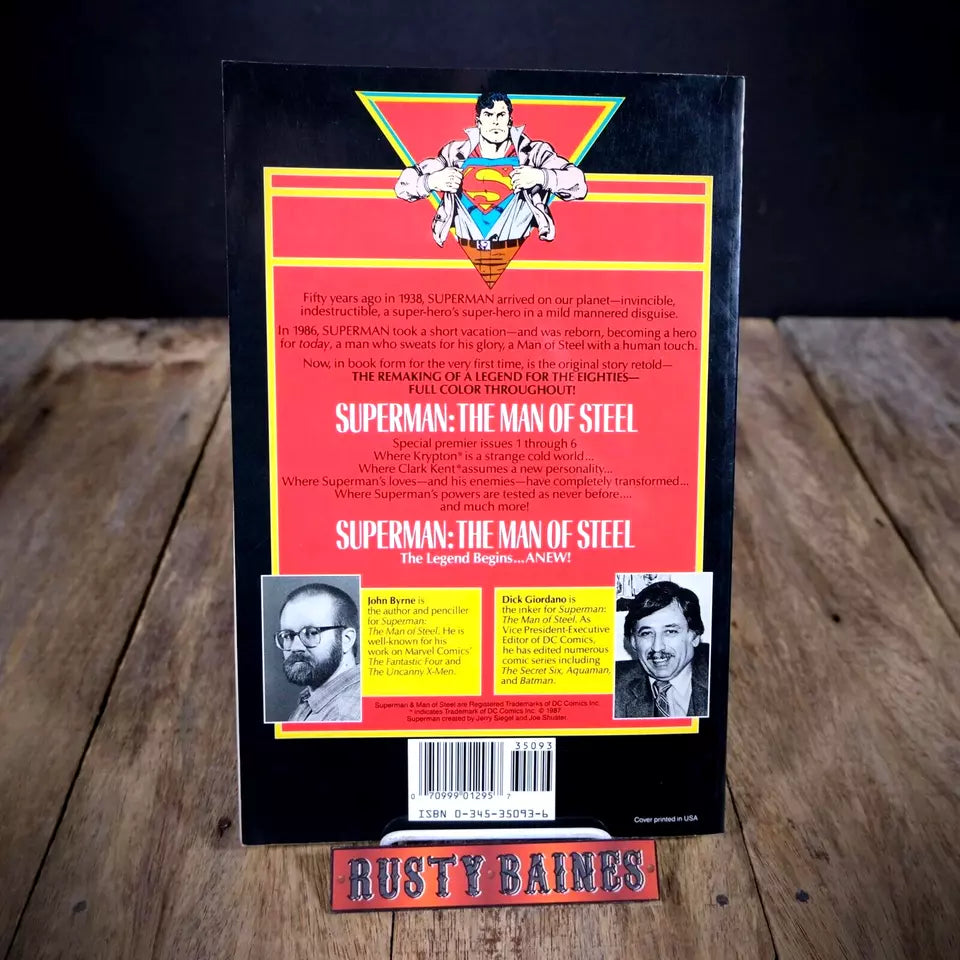 Fifty years ago in 1938, SUPERMAN arrived on our planet—invincible,
indestructible, a super-hero's super-hero in a mild mannered disguise.
In 1986, SUPERMAN took a short vacation—and was reborn, becoming a hero
for today, a man who sweats for his glory, a Man of Steel with a human touch.
Now, in book form for the very first time, is the original story retold—
THE REMAKING OF A LEGEND FOR THE EIGHTIES—
FULL COLOR THROUGHOUT!
SUPERMAN: THE MAN OF STEEL
Special premier issues 1 through 6
Where Krypton* is a strange cold world...
Where Clark Kent* assumes a new personality...
Where Superman's loves—and his enemies—have completely transformed...
Where Superman's powers are tested as never before....
and much more!
SUPERMAN: THE MAN OF STEEL
The Legend Begins...ANEW!
John Byrne is
the author and penciller
for Superman:
The Man of Steel. He is
well-known for his
work on Marvel Comics'
The Fantastic Four and
The Uncanny X-Men.
Dick Giordano is
the inker for Superman:
The Man of Steel. As
Vice President-Executive
Editor of DC Comics,
he has edited numerous
comic series including
The Secret Six, Aquaman,
and Batman.
Superman & Man of Steel are Registered Trademarks of DC Comics Inc.
* indicates Trademark of DC Comics Inc. © 1987
Superman created by Jerry Siegel and Joe Shuster
35093
0 70999 01295 7
ISBN 0-345-35093-6
Cover printed in USA
RUSTY BAINES